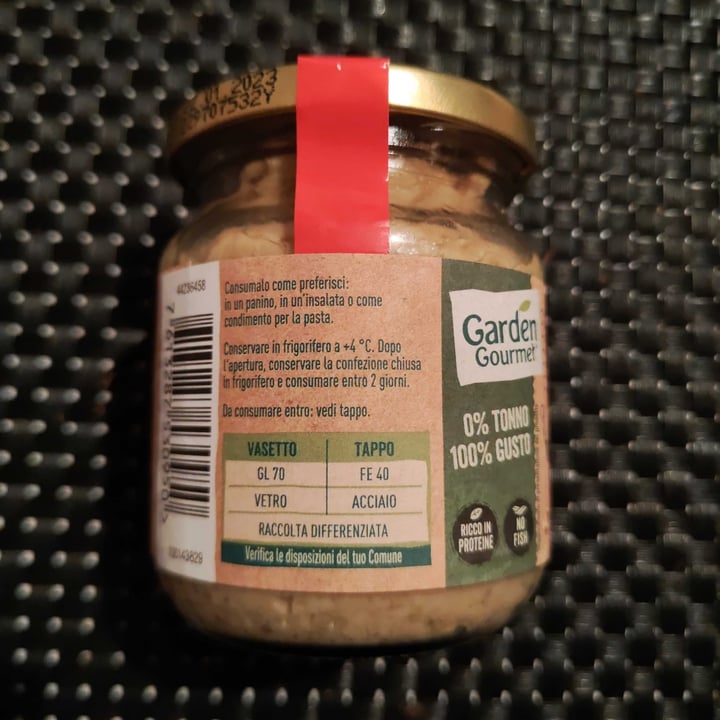 01 2023
Consumalo come preferisci:
in un panino, in un'insalata o come
condimento per la pasta.
Conservare in frigorifero a +4 °C. Dopo
l'apertura, conservare la confezione chiusa
in frigorifero e consumare entro 2 giorni.
Da consumare entro: vedi tappo.
VASETTO TAPPO
GL 70 FE 40
VETRO ACCIAIO
RACCOLTA DIFFERENZIATA
Verifica le disposizioni del tuo Comune
Garden
Gourmet
0% TONNO
100% GUSTO
RICCO IN
PROTEINE
NO
FISH
44236458